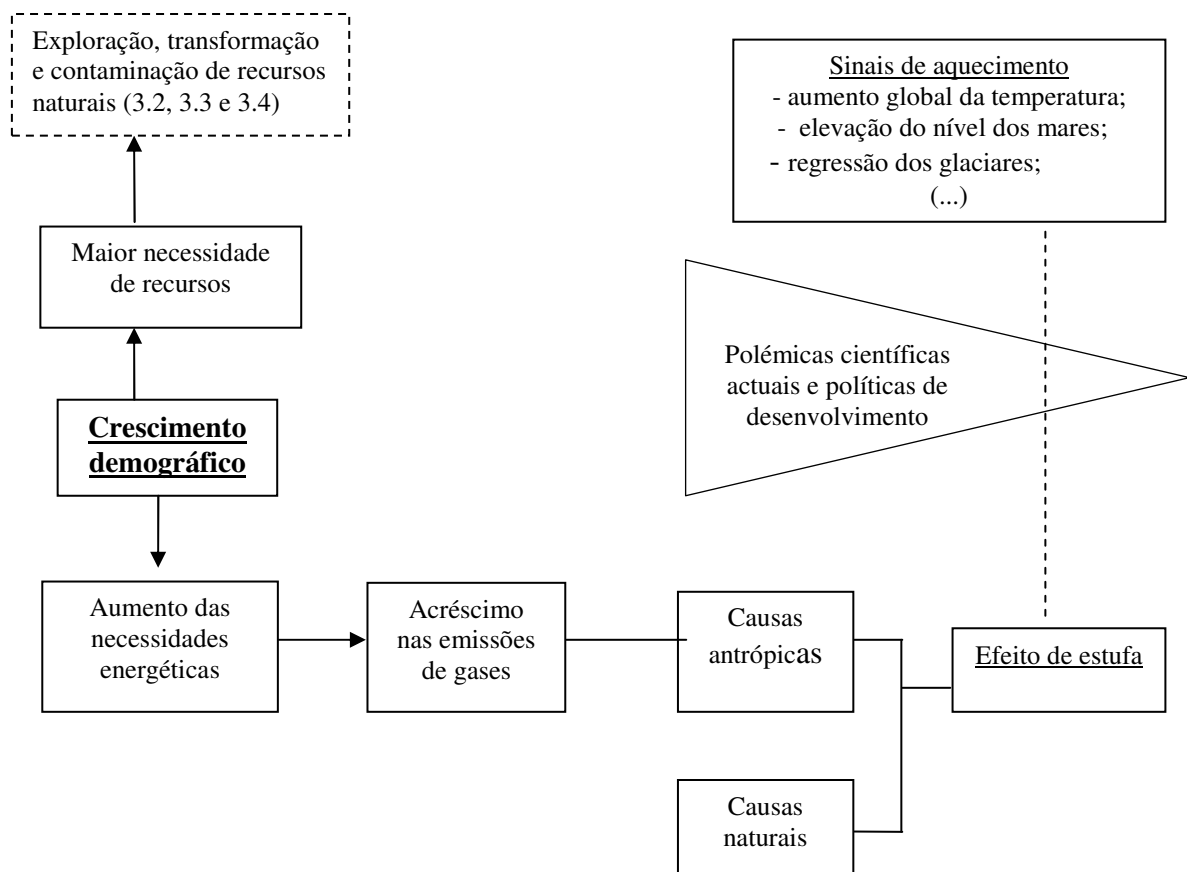 Exploração, transformação
e contaminação de recursos
naturais (3.2, 3.3 e 3.4)
Sinais de aquecimento
- aumento global da temperatura;
- elevação do nível dos mares;
- regressão dos glaciares;
(...)
Maior necessidade
de recursos
Polémicas científicas
actuais e políticas de
desenvolvimento
Crescimento
demográfico
Aumento das
necessidades
energéticas
Acréscimo
nas emissões
de gases
Causas
antrópicas
Efeito de estufa
Causas
naturais